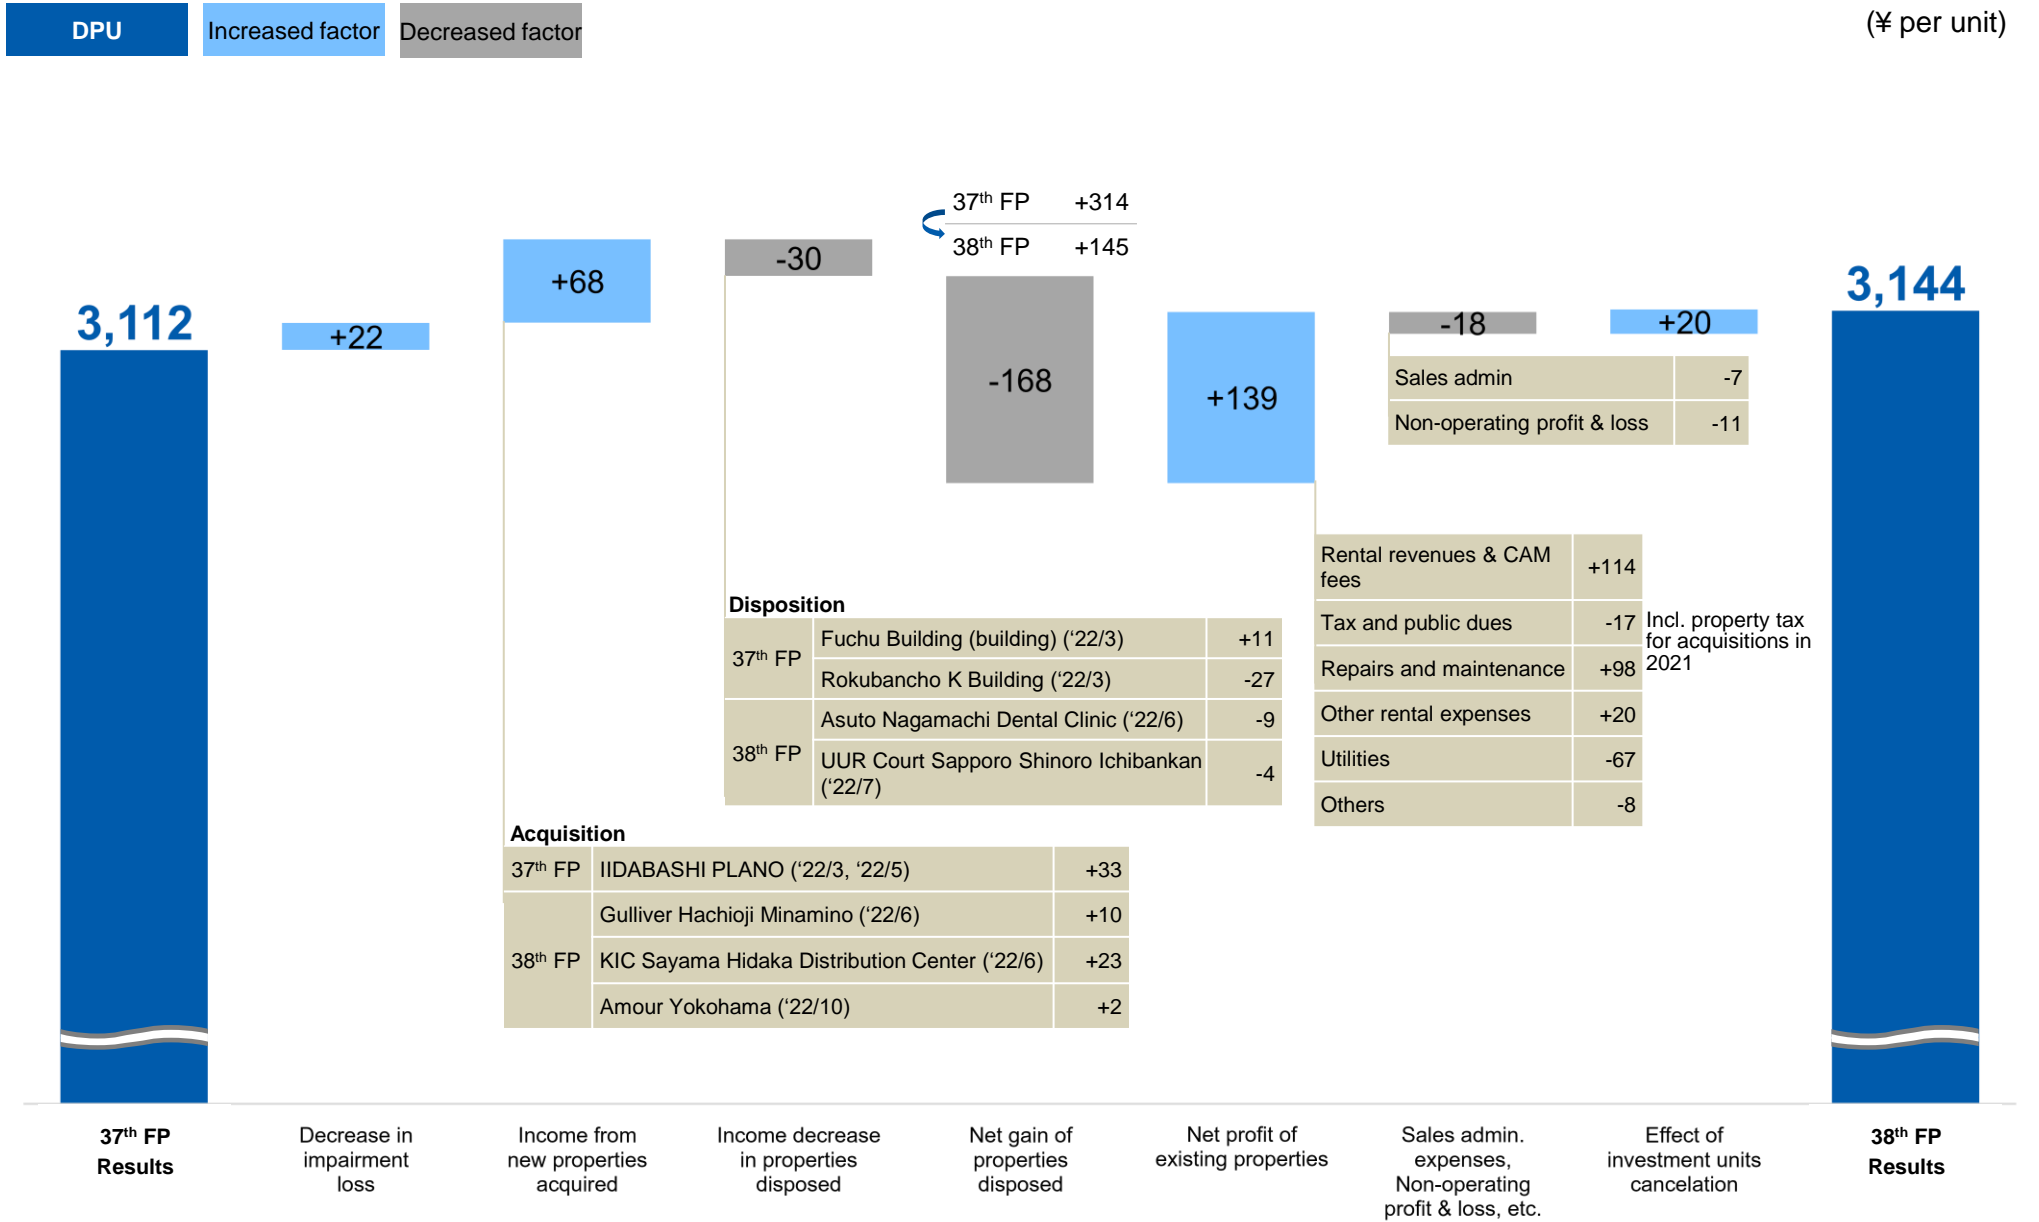 DPU
Increased factor
Decreased factor
(¥ per unit)
37th FP +314
38th FP +145
3,112
+22
+68
-30
-168
+139
-18
+20
3,144
Sales admin -7
Non-operating profit & loss -11
Rental revenues & CAM
fees
+114
Tax and public dues -17
Repairs and maintenance +98
Other rental expenses +20
Utilities -67
Others -8
Incl. property tax
for acquisitions in
2021
Disposition
37th FP
Fuchu Building (building) (‘22/3) +11
Rokubancho K Building (‘22/3) -27
38th FP
Asuto Nagamachi Dental Clinic (‘22/6) -9
UUR Court Sapporo Shinoro Ichibankan
(‘22/7)
-4
Acquisition
37th FP IIDABASHI PLANO (‘22/3, ‘22/5) +33
38th FP
Gulliver Hachioji Minamino (‘22/6) +10
KIC Sayama Hidaka Distribution Center (‘22/6) +23
Amour Yokohama (‘22/10) +2
37th FP
Results
Decrease in
impairment
loss
Income from
new properties
acquired
Income decrease
in properties
disposed
Net gain of
properties
disposed
Net profit of
existing properties
Sales admin.
expenses,
Non-operating
profit & loss, etc.
Effect of
investment units
cancelation
38th FP
Results